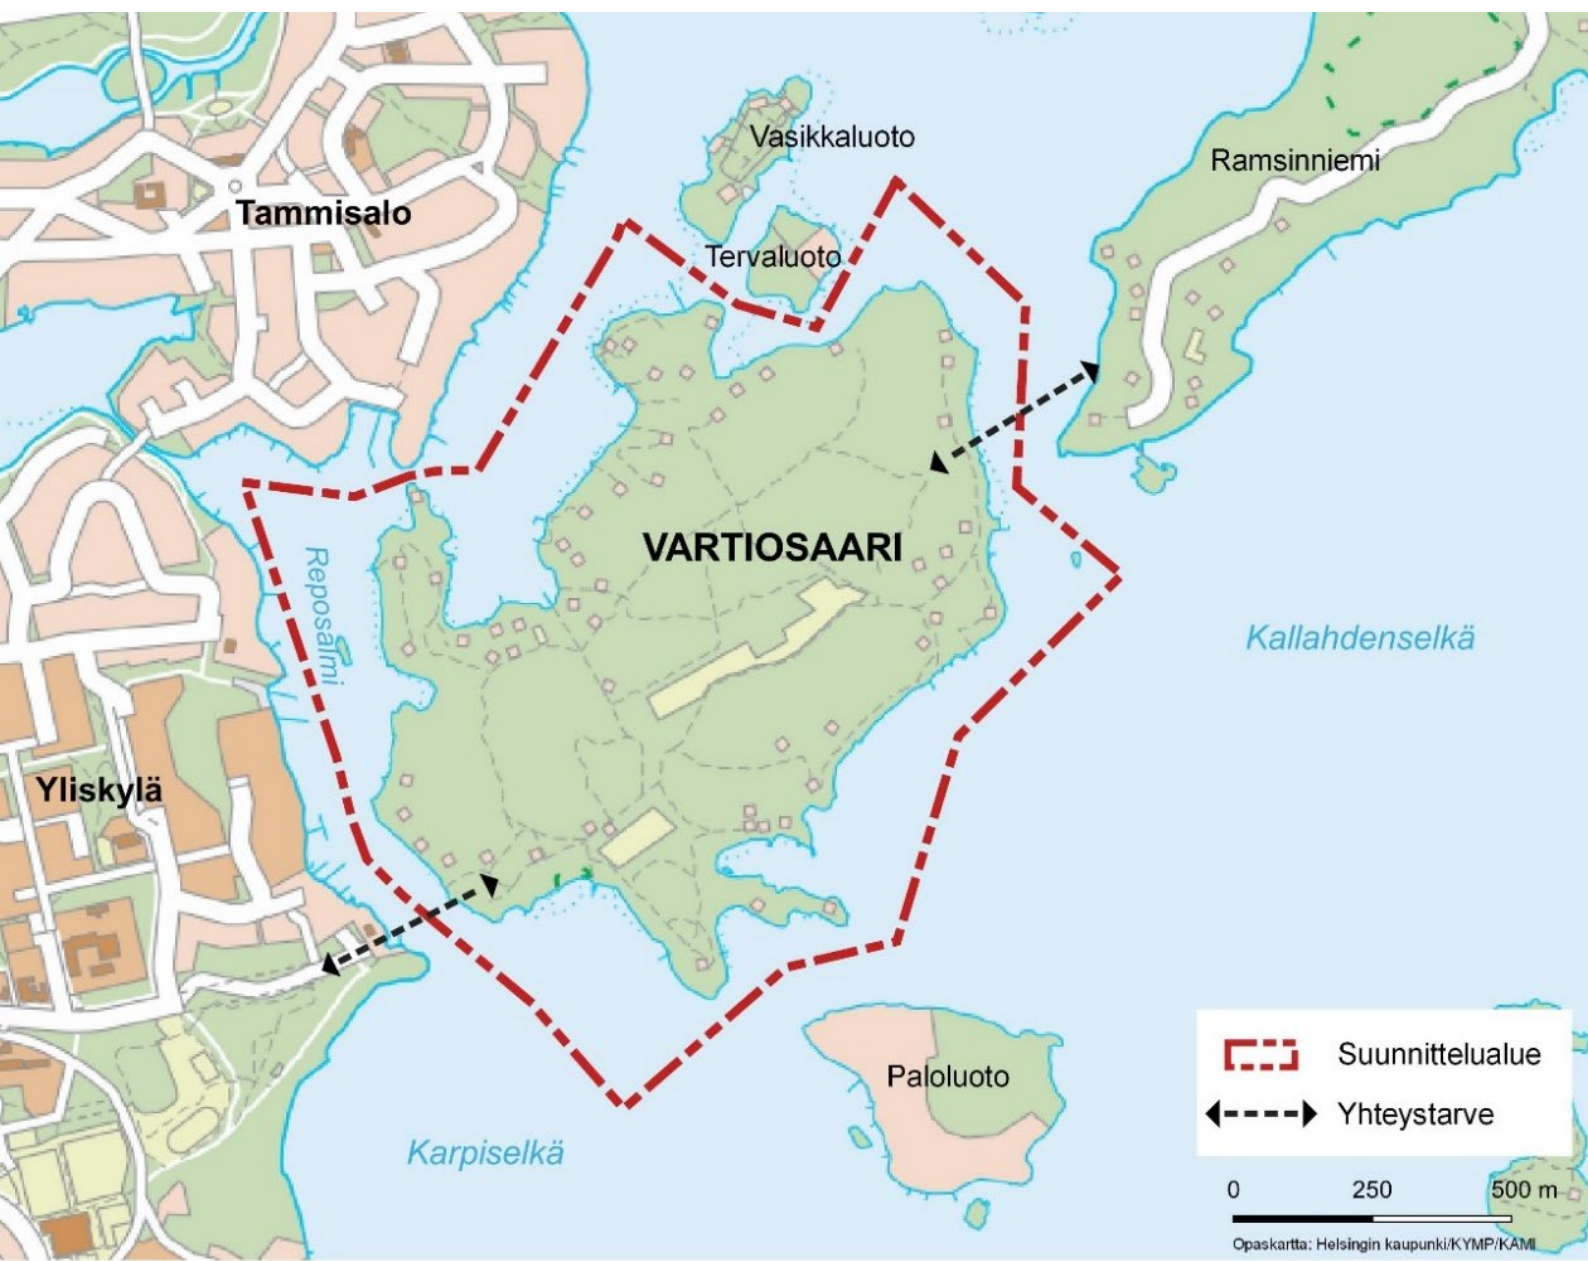 Vasikkaluoto
Ramsinniemi
Tammisalo
Tervaluoto
VARTIOSAARI
Reposalmi
Kallahdenselkä
Yliskylä
Suunnittelualue
Paloluoto
Yhteystarve
Karpiselkä
0 250 500 m
Opaskartta: Helsingin kaupunki/KYMP/KAMI